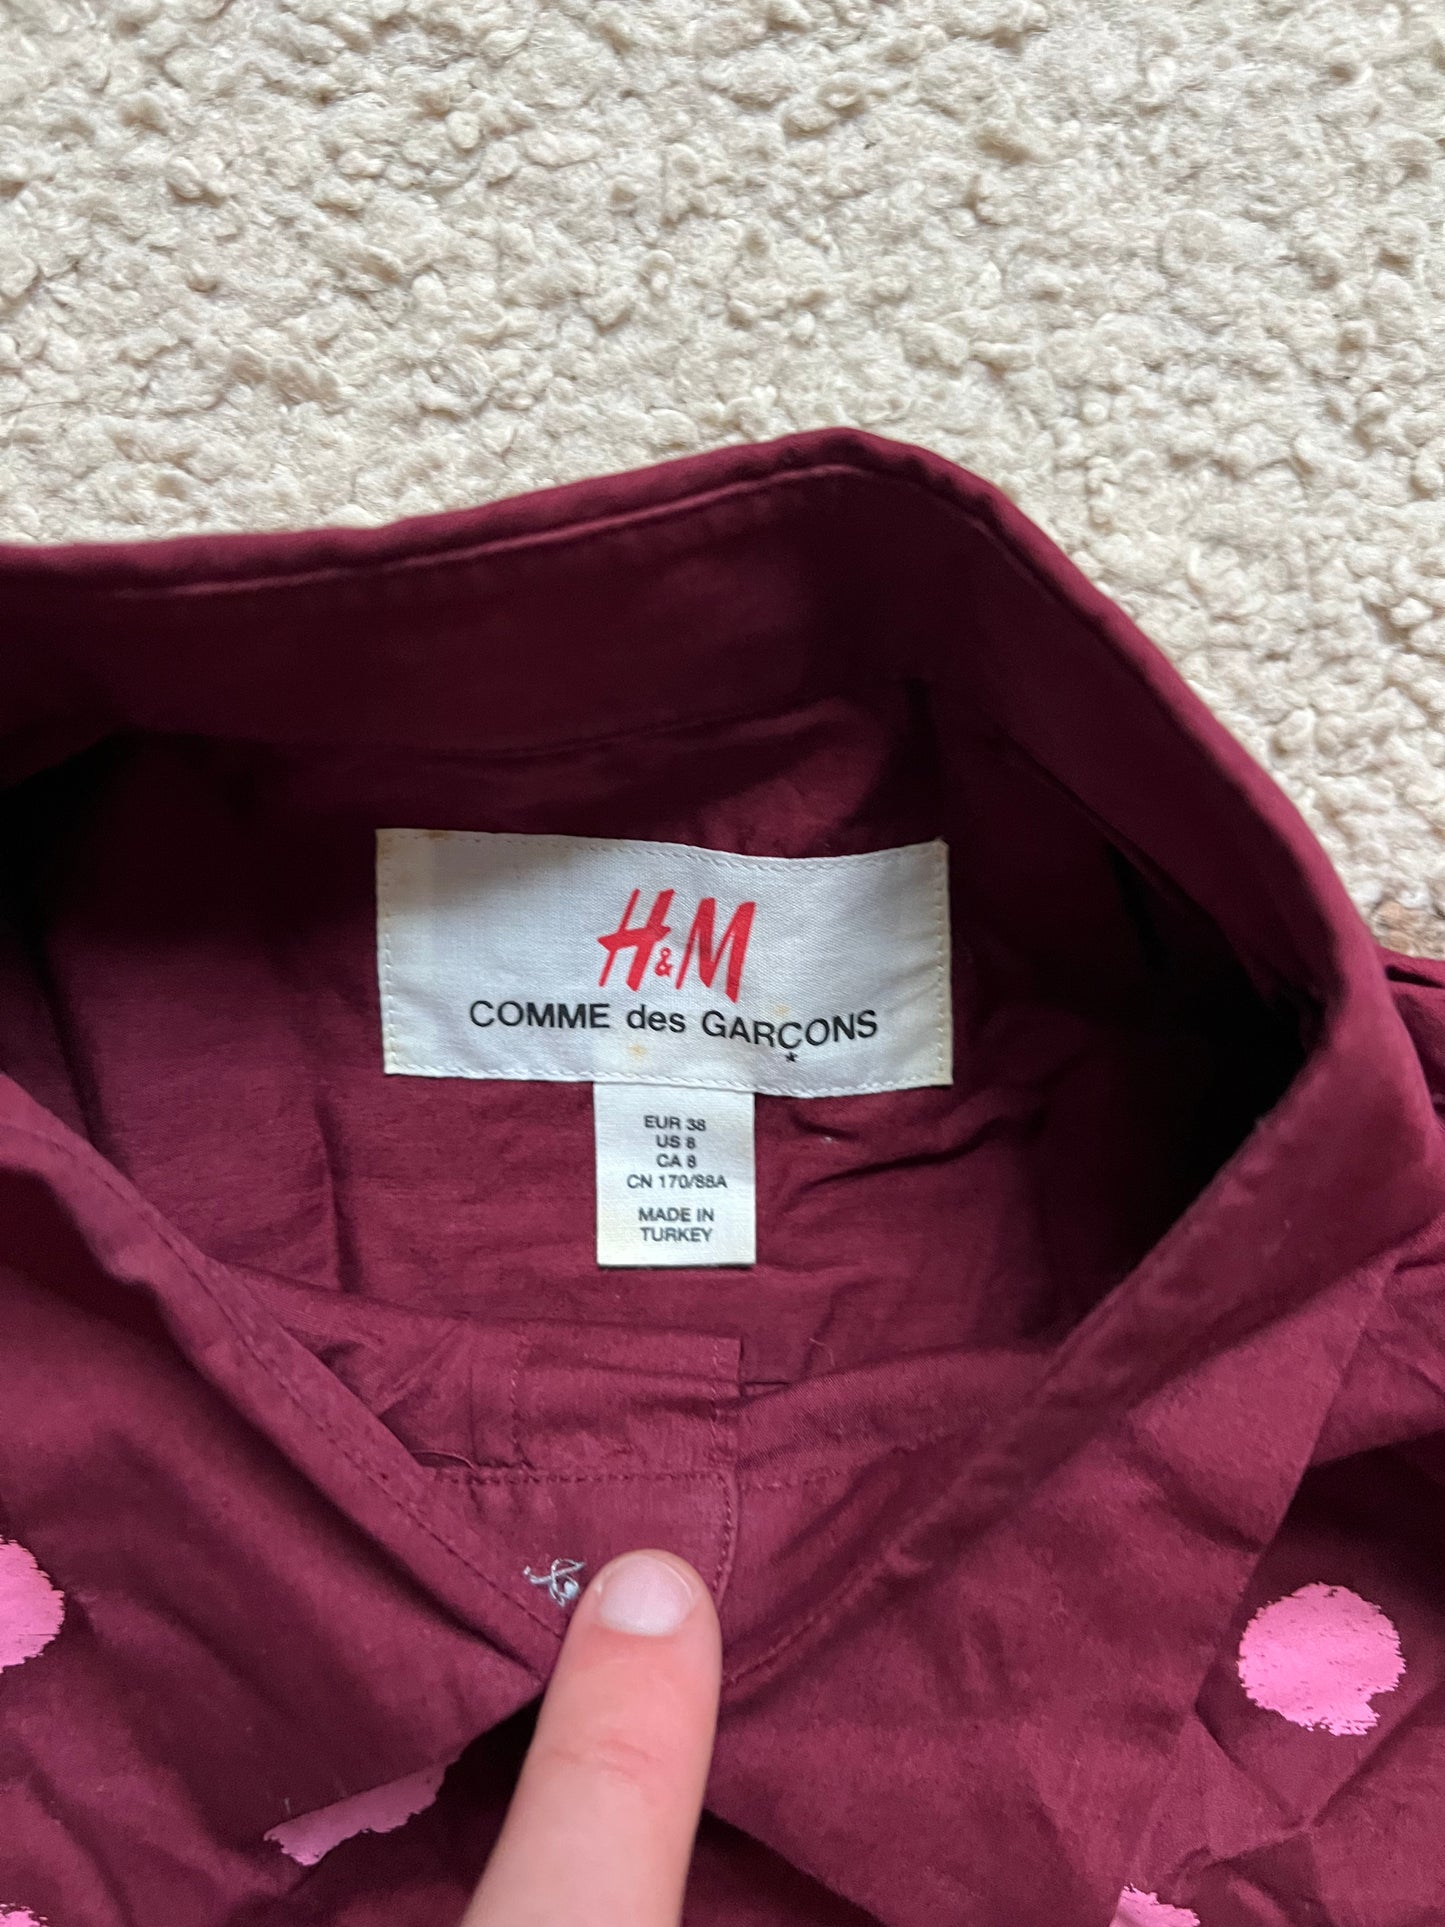 H&M
COMME des GARÇONS
*
EUR 38
US 8
CA 8
CN 170/88A
MADE IN
TURKEY